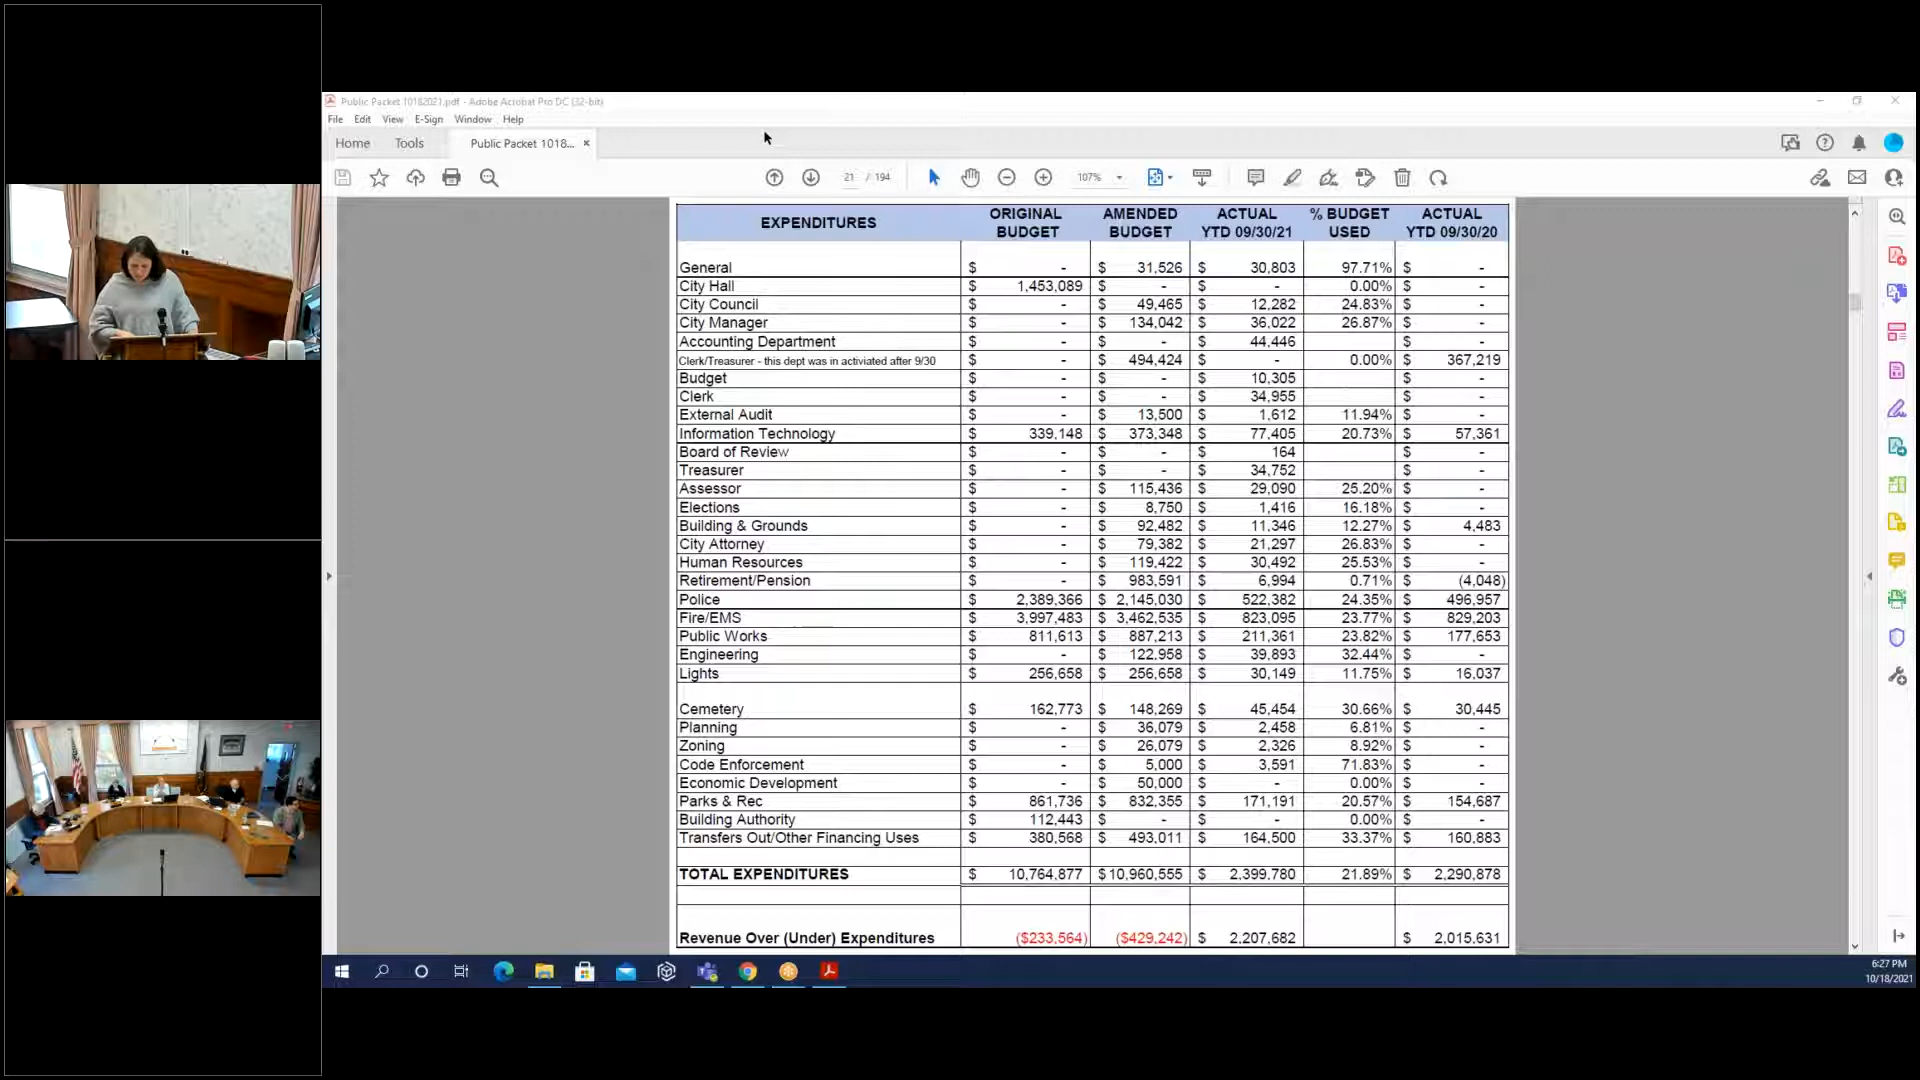 Public Packet 10182021.pdf - Adobe Acrobat Pro DC (32-bit)
File Edit View E-Sign Window Help
Home Tools Public Packet 1018... ×
21 / 194 107%
EXPENDITURES ORIGINAL BUDGET AMENDED BUDGET ACTUAL YTD 09/30/21 % BUDGET USED ACTUAL YTD 09/30/20
General $ - $ 31,526 $ 30,803 97.71% $ -
City Hall $ 1,453,089 $ - $ - 0.00% $ -
City Council $ - $ 49,465 $ 12,282 24.83% $ -
City Manager $ - $ 134,042 $ 36,022 26.87% $ -
Accounting Department $ - $ - $ 44,446 $ -
Clerk/Treasurer - this dept was in activiated after 9/30 $ - $ 494,424 $ - 0.00% $ 367,219
Budget $ - $ - $ 10,305 $ -
Clerk $ - $ - $ 34,955 $ -
External Audit $ - $ 13,500 $ 1,612 11.94% $ -
Information Technology $ 339,148 $ 373,348 $ 77,405 20.73% $ 57,361
Board of Review $ - $ - $ 164 $ -
Treasurer $ - $ - $ 34,752 $ -
Assessor $ - $ 115,436 $ 29,090 25.20% $ -
Elections $ - $ 8,750 $ 1,416 16.18% $ -
Building & Grounds $ - $ 92,482 $ 11,346 12.27% $ 4,483
City Attorney $ - $ 79,382 $ 21,297 26.83% $ -
Human Resources $ - $ 119,422 $ 30,492 25.53% $ -
Retirement/Pension $ - $ 983,591 $ 6,994 0.71% $ (4,048)
Police $ 2,389,366 $ 2,145,030 $ 522,382 24.35% $ 496,957
Fire/EMS $ 3,997,483 $ 3,462,535 $ 823,095 23.77% $ 829,203
Public Works $ 811,613 $ 887,213 $ 211,361 23.82% $ 177,653
Engineering $ - $ 122,958 $ 39,893 32.44% $ -
Lights $ 256,658 $ 256,658 $ 30,149 11.75% $ 16,037
Cemetery $ 162,773 $ 148,269 $ 45,454 30.66% $ 30,445
Planning $ - $ 36,079 $ 2,458 6.81% $ -
Zoning $ - $ 26,079 $ 2,326 8.92% $ -
Code Enforcement $ - $ 5,000 $ 3,591 71.83% $ -
Economic Development $ - $ 50,000 $ - 0.00% $ -
Parks & Rec $ 861,736 $ 832,355 $ 171,191 20.57% $ 154,687
Building Authority $ 112,443 $ - $ - 0.00% $ -
Transfers Out/Other Financing Uses $ 380,568 $ 493,011 $ 164,500 33.37% $ 160,883
TOTAL EXPENDITURES $ 10,764,877 $ 10,960,555 $ 2,399,780 21.89% $ 2,290,878
Revenue Over (Under) Expenditures ($233,564) ($429,242) $ 2,207,682 $ 2,015,631
6:27 PM
10/18/2021